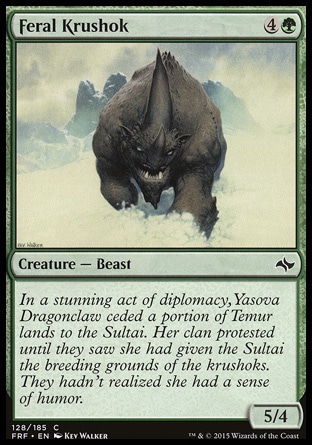 Feral Krushok 4
Kev Walker
Creature — Beast
In a stunning act of diplomacy, Yasova
Dragonclaw ceded a portion of Temur
lands to the Sultai. Her clan protested
until they saw she had given the Sultai
the breeding grounds of the krushoks.
They hadn't realized she had a sense
of humor.
5/4
128/185 C
FRF • EN Kev Walker ™ & © 2015 Wizards of the Coast